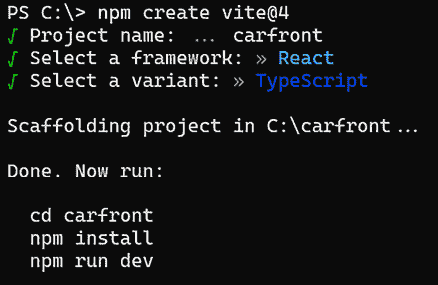 PS C:\> npm create vite@4
√ Project name: ... carfront
√ Select a framework: » React
√ Select a variant: » TypeScript
Scaffolding project in C:\carfront...
Done. Now run:
cd carfront
npm install
npm run dev